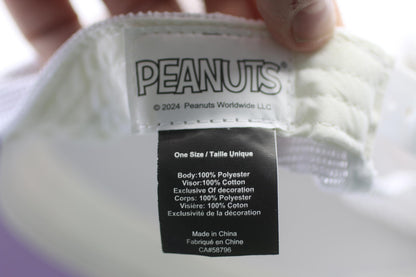 PEANUTS®
© 2024 Peanuts Worldwide LLC
One Size / Taille Unique
Body:100% Polyester
Visor:100% Cotton
Exclusive Of decoration
Corps: 100% Polyester
Visière: 100% Coton
Exclusivité de la décoration
Made in China
Fabriqué en Chine
CA#58796